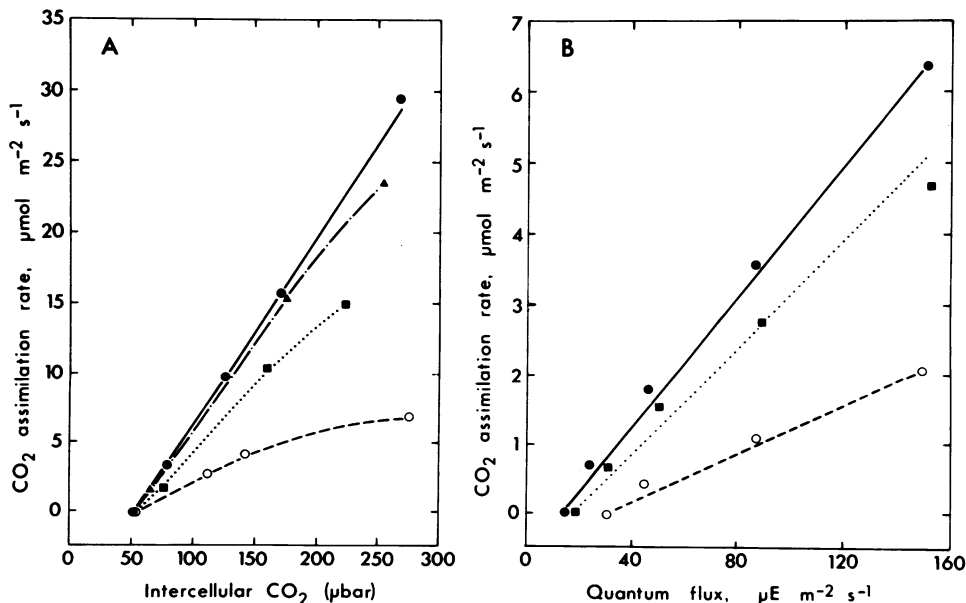 A
35
30
25
20
15
10
5
0
CO₂ assimilation rate, µmol m⁻² s⁻¹
0 50 100 150 200 250 300
Intercellular CO₂ (µbar)
B
7
6
5
4
3
2
1
0
CO₂ assimilation rate, µmol m⁻² s⁻¹
0 40 80 120 160
Quantum flux, µE m⁻² s⁻¹